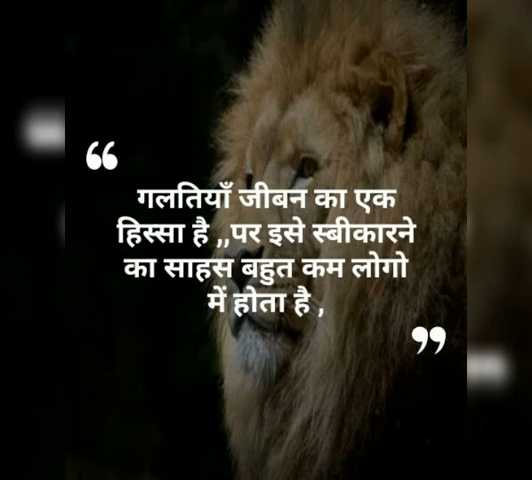 ❝
गलतियाँ जीबन का एक
हिस्सा है ,,पर इसे स्बीकारने
का साहस बहुत कम लोगो
में होता है ,
❞